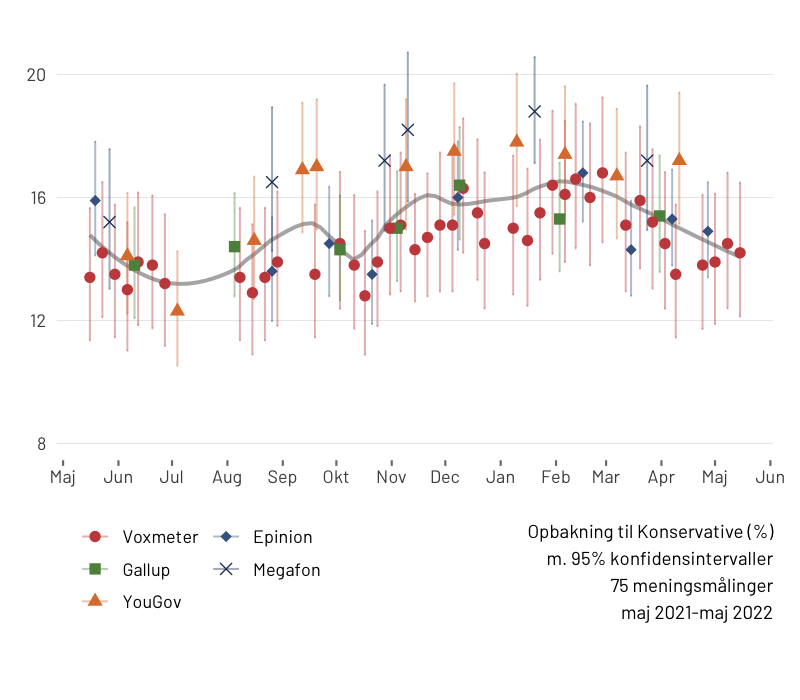 20
16
12
8
Maj Jun Jul Aug Sep Okt Nov Dec Jan Feb Mar Apr Maj Jun
Voxmeter Epinion
Gallup Megafon
YouGov
Opbakning til Konservative (%)
m. 95% konfidensintervaller
75 meningsmålinger
maj 2021-maj 2022